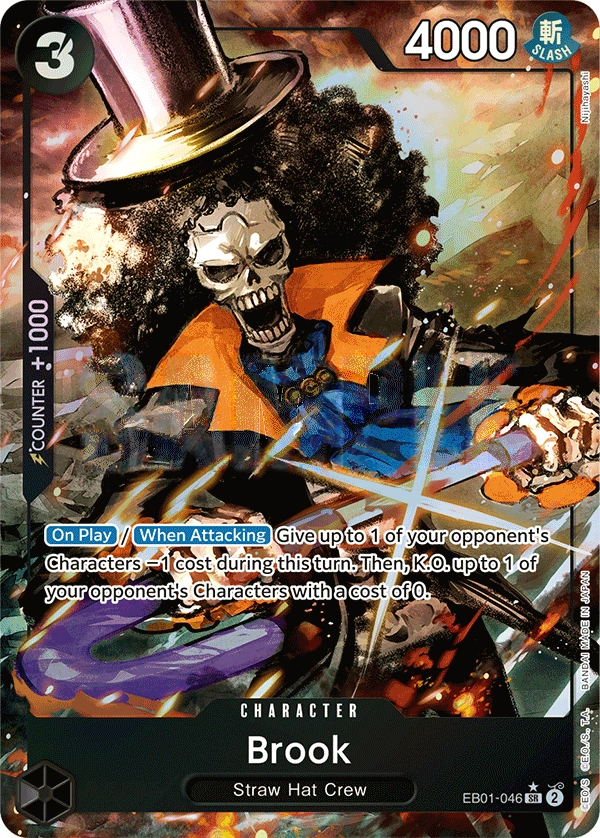 3
4000
斬
SLASH
Nijihayashi
COUNTER +1000
On Play / When Attacking Give up to 1 of your opponent's
Characters −1 cost during this turn. Then, K.O. up to 1 of
your opponent's Characters with a cost of 0.
CHARACTER
Brook
Straw Hat Crew
EB01-046 ★ SR 2
©E.O./S., T.A. BANDAI MADE IN JAPAN